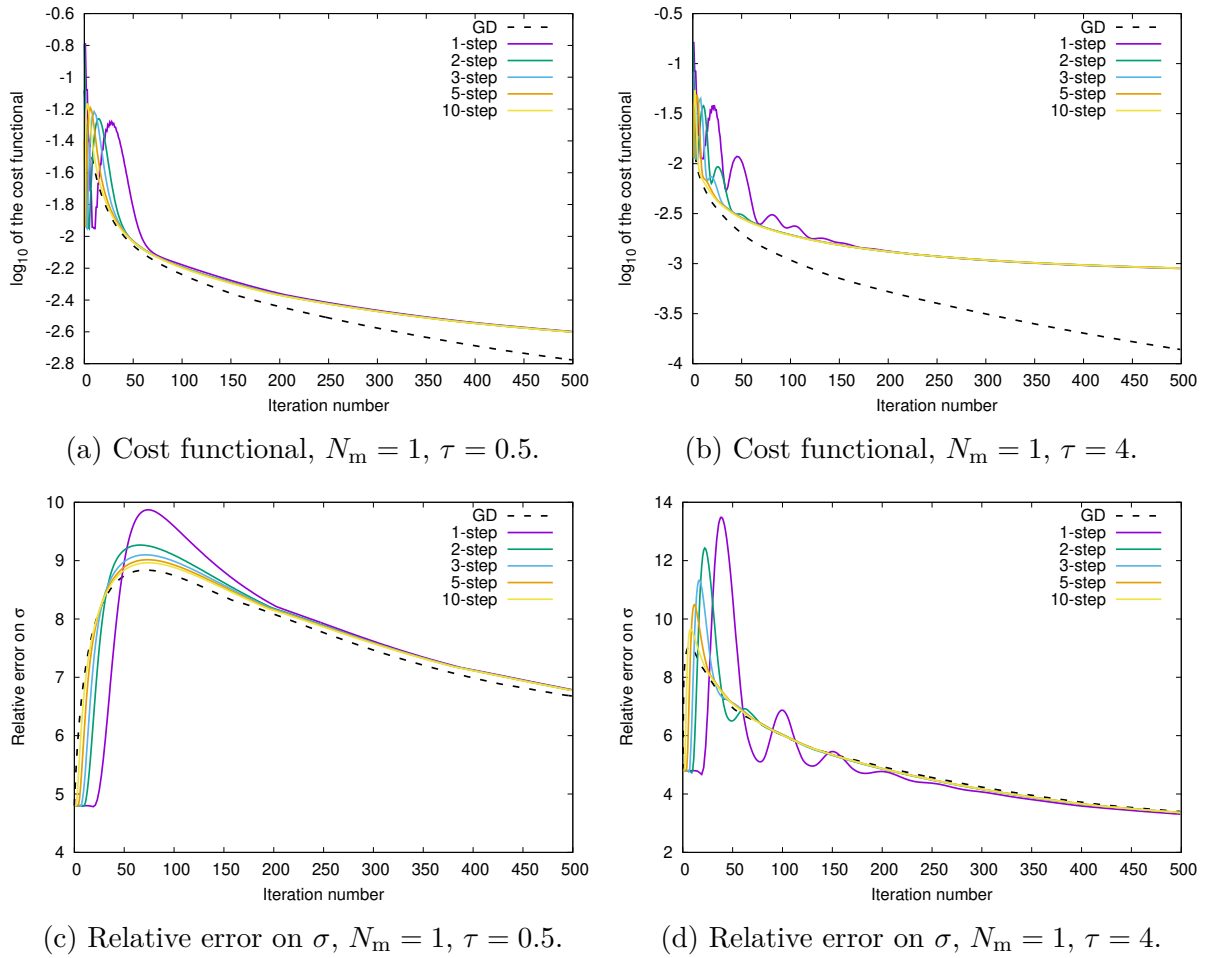 -0.6
-0.8
-1
-1.2
-1.4
-1.6
-1.8
-2
-2.2
-2.4
-2.6
-2.8
log10 of the cost functional
GD
1-step
2-step
3-step
5-step
10-step
0 50 100 150 200 250 300 350 400 450 500
Iteration number
(a) Cost functional, Nm = 1, τ = 0.5.
-0.5
-1
-1.5
-2
-2.5
-3
-3.5
-4
log10 of the cost functional
GD
1-step
2-step
3-step
5-step
10-step
0 50 100 150 200 250 300 350 400 450 500
Iteration number
(b) Cost functional, Nm = 1, τ = 4.
10
9
8
7
6
5
4
Relative error on σ
GD
1-step
2-step
3-step
5-step
10-step
0 50 100 150 200 250 300 350 400 450 500
Iteration number
(c) Relative error on σ, Nm = 1, τ = 0.5.
14
12
10
8
6
4
2
Relative error on σ
GD
1-step
2-step
3-step
5-step
10-step
0 50 100 150 200 250 300 350 400 450 500
Iteration number
(d) Relative error on σ, Nm = 1, τ = 4.